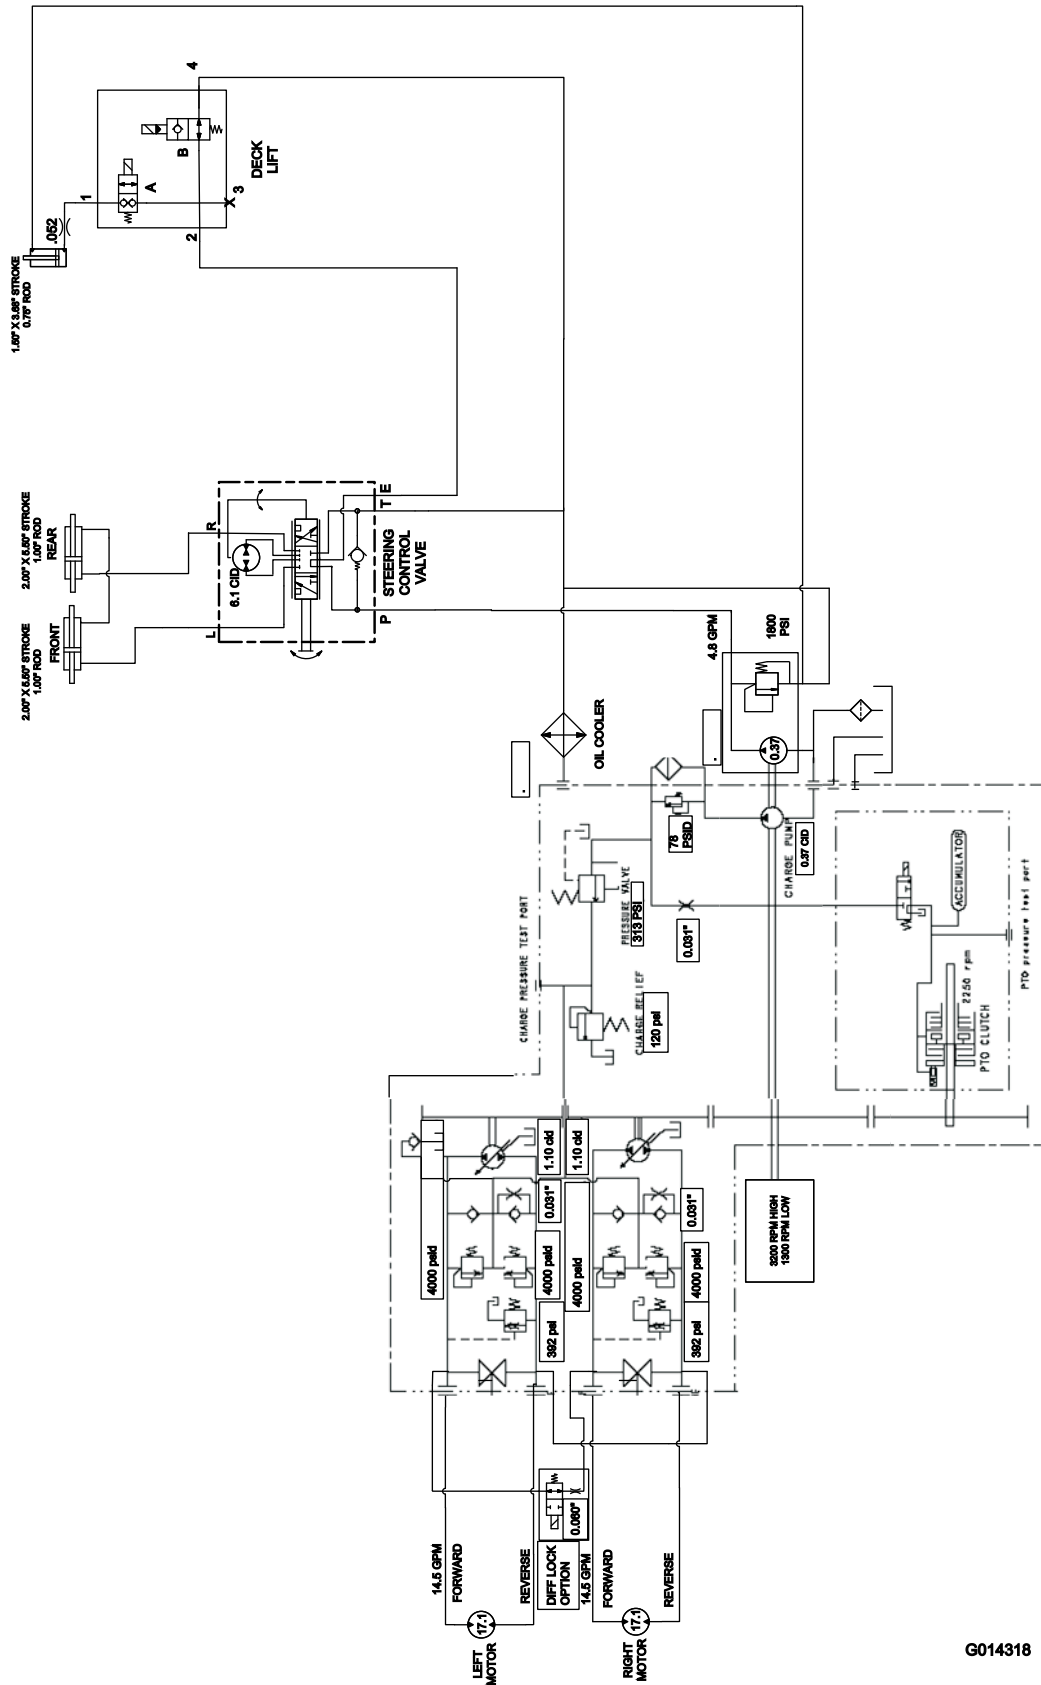 1.50" X 3.88" STROKE
0.75" ROD
.052
1
2
3
4
A
B
DECK
LIFT
2.00" X 5.50" STROKE
1.00" ROD
REAR
2.00" X 5.50" STROKE
1.00" ROD
FRONT
6.1 CID
L
R
P
T
E
STEERING
CONTROL
VALVE
4.8 GPM
1800
PSI
0.37
OIL COOLER
78
PSID
CHARGE PUMP
0.37 CID
PRESSURE VALVE
313 PSI
CHARGE PRESSURE TEST PORT
0.031"
CHARGE RELIEF
120 psi
ACCUMULATOR
2250 rpm
PTO CLUTCH
PTO pressure test port
3200 RPM HIGH
1300 RPM LOW
1.10 cid
1.10 cid
0.031"
0.031"
4000 psid
4000 psid
4000 psid
4000 psid
392 psi
392 psi
14.5 GPM
FORWARD
REVERSE
DIFF LOCK
OPTION
0.060"
14.5 GPM
FORWARD
REVERSE
17.1
LEFT
MOTOR
17.1
RIGHT
MOTOR
G014318